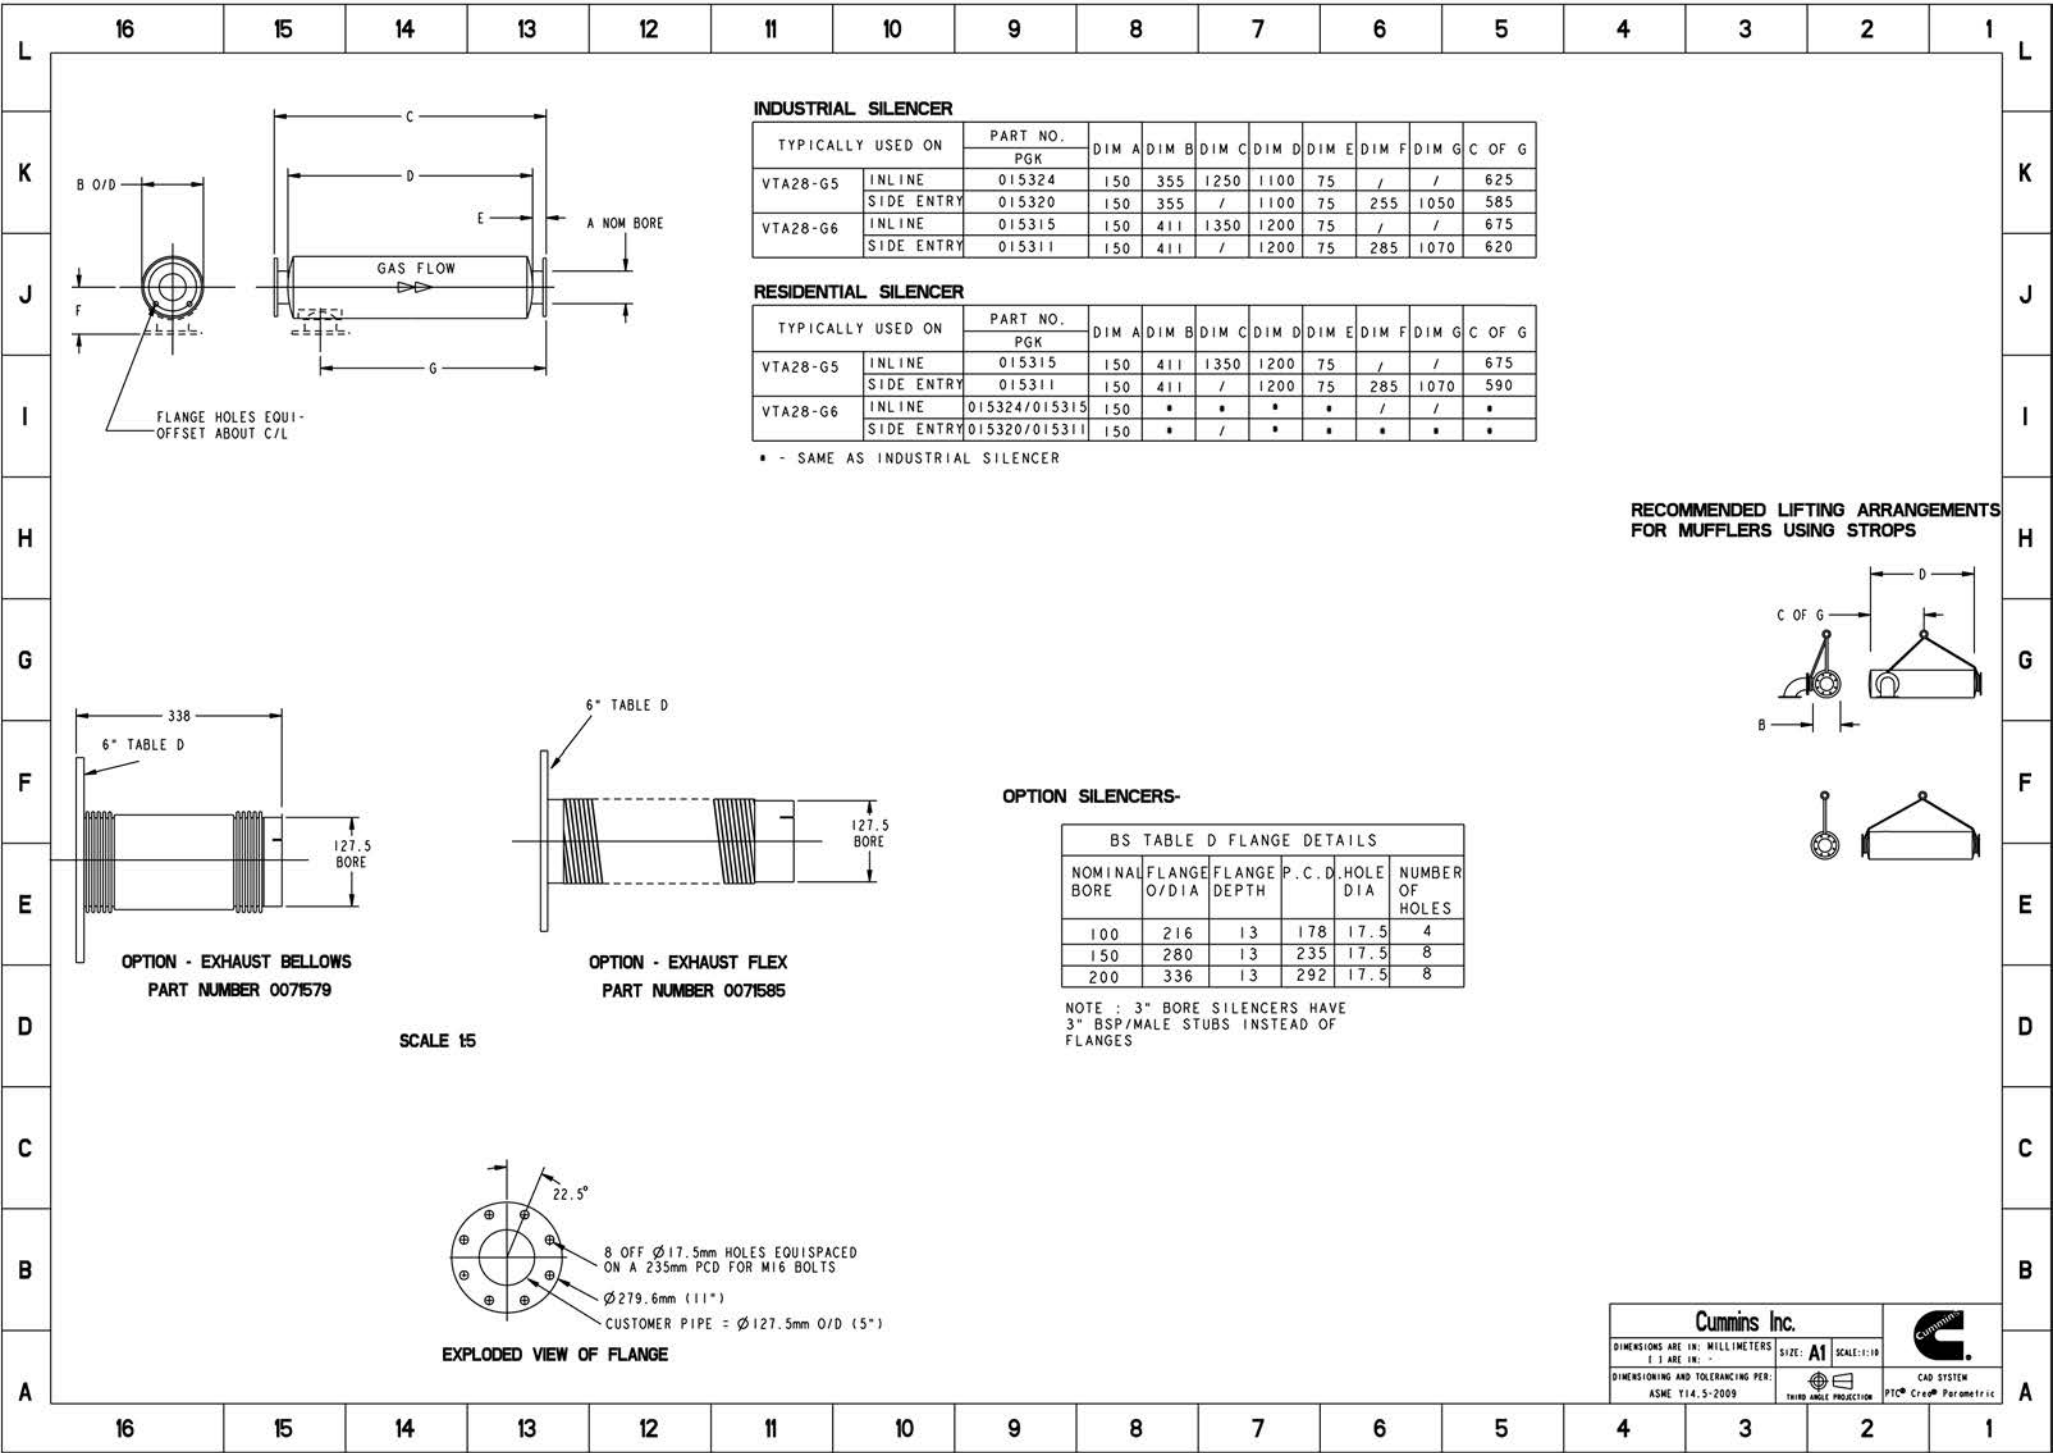 16 15 14 13 12 11 10 9 8 7 6 5 4 3 2 1
L L
K K
J J
I I
H H
G G
F F
E E
D D
C C
B B
A A
C
D
B O/D
E
A NOM BORE
GAS FLOW
F
G
FLANGE HOLES EQUI-
OFFSET ABOUT C/L
INDUSTRIAL SILENCER
TYPICALLY USED ON PART NO. DIM A DIM B DIM C DIM D DIM E DIM F DIM G C OF G
PGK
VTA28-G5 INLINE 015324 150 355 1250 1100 75 / / 625
SIDE ENTRY 015320 150 355 / 1100 75 255 1050 585
VTA28-G6 INLINE 015315 150 411 1350 1200 75 / / 675
SIDE ENTRY 015311 150 411 / 1200 75 285 1070 620
RESIDENTIAL SILENCER
TYPICALLY USED ON PART NO. DIM A DIM B DIM C DIM D DIM E DIM F DIM G C OF G
PGK
VTA28-G5 INLINE 015315 150 411 1350 1200 75 / / 675
SIDE ENTRY 015311 150 411 / 1200 75 285 1070 590
VTA28-G6 INLINE 015324/015315 150 * * * * / / *
SIDE ENTRY 015320/015311 150 * / * * * * *
* - SAME AS INDUSTRIAL SILENCER
RECOMMENDED LIFTING ARRANGEMENTS
FOR MUFFLERS USING STROPS
D
C OF G
B
338
6" TABLE D
127.5
BORE
OPTION - EXHAUST BELLOWS
PART NUMBER 0071579
6" TABLE D
127.5
BORE
OPTION - EXHAUST FLEX
PART NUMBER 0071585
SCALE 1:5
OPTION SILENCERS-
BS TABLE D FLANGE DETAILS
NOMINAL FLANGE FLANGE P.C.D. HOLE NUMBER
BORE O/DIA DEPTH DIA OF
HOLES
100 216 13 178 17.5 4
150 280 13 235 17.5 8
200 336 13 292 17.5 8
NOTE : 3" BORE SILENCERS HAVE
3" BSP/MALE STUBS INSTEAD OF
FLANGES
22.5°
8 OFF Ø17.5mm HOLES EQUISPACED
ON A 235mm PCD FOR M16 BOLTS
Ø279.6mm (11")
CUSTOMER PIPE = Ø127.5mm O/D (5")
EXPLODED VIEW OF FLANGE
Cummins Inc.
DIMENSIONS ARE IN: MILLIMETERS
[ ] ARE IN: -
SIZE: A1 SCALE:1:10
Cummins
DIMENSIONING AND TOLERANCING PER:
ASME Y14.5-2009
THIRD ANGLE PROJECTION
CAD SYSTEM
PTC® Creo® Parametric
16 15 14 13 12 11 10 9 8 7 6 5 4 3 2 1